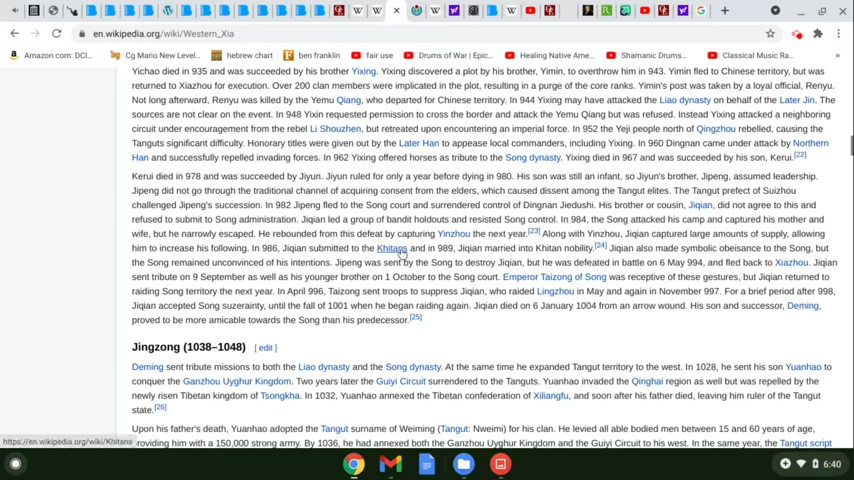 en.wikipedia.org/wiki/Western_Xia
Amazon.com: DCI... Cg Mario New Level... hebrew chart ben franklin fair use Drums of War | Epic... Healing Native Ame... Shamanic Drums... Classical Music Ra...
Yichao died in 935 and was succeeded by his brother Yixing. Yixing discovered a plot by his brother, Yimin, to overthrow him in 943. Yimin fled to Chinese territory, but was
returned to Xiazhou for execution. Over 200 clan members were implicated in the plot, resulting in a purge of the core ranks. Yimin's post was taken by a loyal official, Renyu.
Not long afterward, Renyu was killed by the Yemu Qiang, who departed for Chinese territory. In 944 Yixing may have attacked the Liao dynasty on behalf of the Later Jin. The
sources are not clear on the event. In 948 Yixin requested permission to cross the border and attack the Yemu Qiang but was refused. Instead Yixing attacked a neighboring
circuit under encouragement from the rebel Li Shouzhen, but retreated upon encountering an imperial force. In 952 the Yeji people north of Qingzhou rebelled, causing the
Tanguts significant difficulty. Honorary titles were given out by the Later Han to appease local commanders, including Yixing. In 960 Dingnan came under attack by Northern
Han and successfully repelled invading forces. In 962 Yixing offered horses as tribute to the Song dynasty. Yixing died in 967 and was succeeded by his son, Kerui.[22]
Kerui died in 978 and was succeeded by Jiyun. Jiyun ruled for only a year before dying in 980. His son was still an infant, so Jiyun's brother, Jipeng, assumed leadership.
Jipeng did not go through the traditional channel of acquiring consent from the elders, which caused dissent among the Tangut elites. The Tangut prefect of Suizhou
challenged Jipeng's succession. In 982 Jipeng fled to the Song court and surrendered control of Dingnan Jiedushi. His brother or cousin, Jiqian, did not agree to this and
refused to submit to Song administration. Jiqian led a group of bandit holdouts and resisted Song control. In 984, the Song attacked his camp and captured his mother and
wife, but he narrowly escaped. He rebounded from this defeat by capturing Yinzhou the next year.[23] Along with Yinzhou, Jiqian captured large amounts of supply, allowing
him to increase his following. In 986, Jiqian submitted to the Khitans and in 989, Jiqian married into Khitan nobility.[24] Jiqian also made symbolic obeisance to the Song, but
the Song remained unconvinced of his intentions. Jipeng was sent by the Song to destroy Jiqian, but he was defeated in battle on 6 May 994, and fled back to Xiazhou. Jiqian
sent tribute on 9 September as well as his younger brother on 1 October to the Song court. Emperor Taizong of Song was receptive of these gestures, but Jiqian returned to
raiding Song territory the next year. In April 996, Taizong sent troops to suppress Jiqian, who raided Lingzhou in May and again in November 997. For a brief period after 998,
Jiqian accepted Song suzerainty, until the fall of 1001 when he began raiding again. Jiqian died on 6 January 1004 from an arrow wound. His son and successor, Deming,
proved to be more amicable towards the Song than his predecessor.[25]
Jingzong (1038–1048) [ edit ]
Deming sent tribute missions to both the Liao dynasty and the Song dynasty. At the same time he expanded Tangut territory to the west. In 1028, he sent his son Yuanhao to
conquer the Ganzhou Uyghur Kingdom. Two years later the Guiyi Circuit surrendered to the Tanguts. Yuanhao invaded the Qinghai region as well but was repelled by the
newly risen Tibetan kingdom of Tsongkha. In 1032, Yuanhao annexed the Tibetan confederation of Xiliangfu, and soon after his father died, leaving him ruler of the Tangut
state.[26]
Upon his father's death, Yuanhao adopted the Tangut surname of Weiming (Tangut: Nweimi) for his clan. He levied all able bodied men between 15 and 60 years of age,
providing him with a 150,000 strong army. By 1036, he had annexed both the Ganzhou Uyghur Kingdom and the Guiyi Circuit to his west. In the same year, the Tangut script
https://en.wikipedia.org/wiki/Khitans
6:40